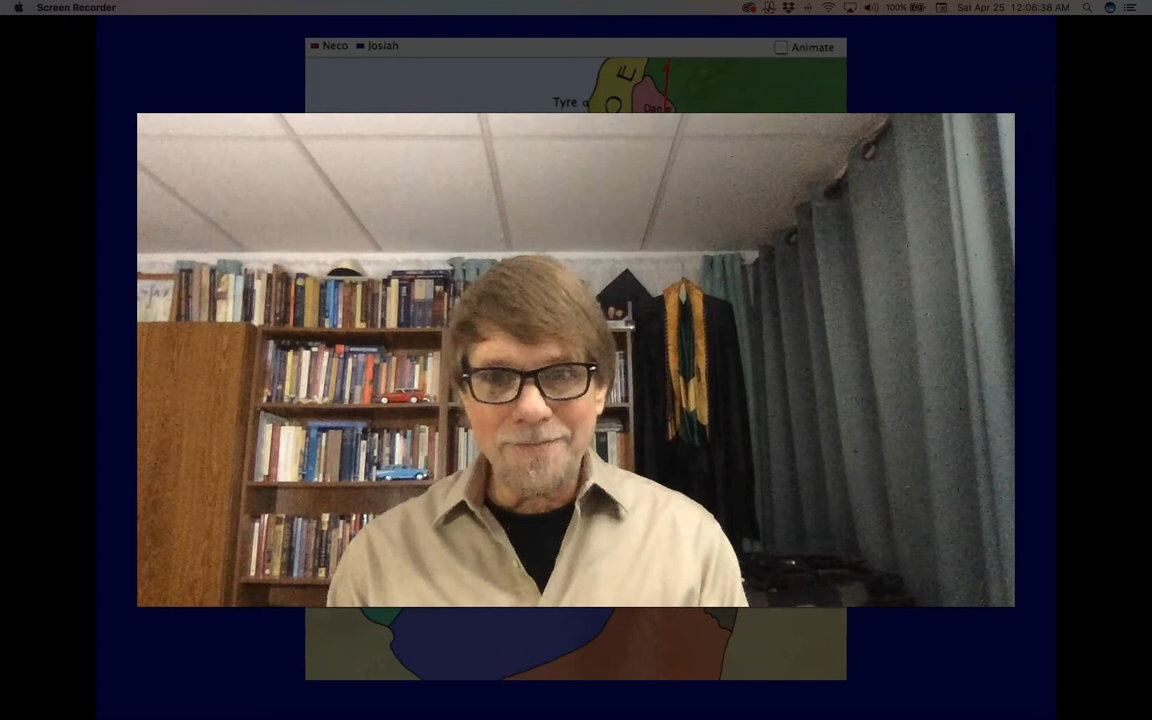 Screen Recorder
100%
Sat Apr 25 12:06:38 AM
Neco
Josiah
Animate
O E
Tyre
Dan